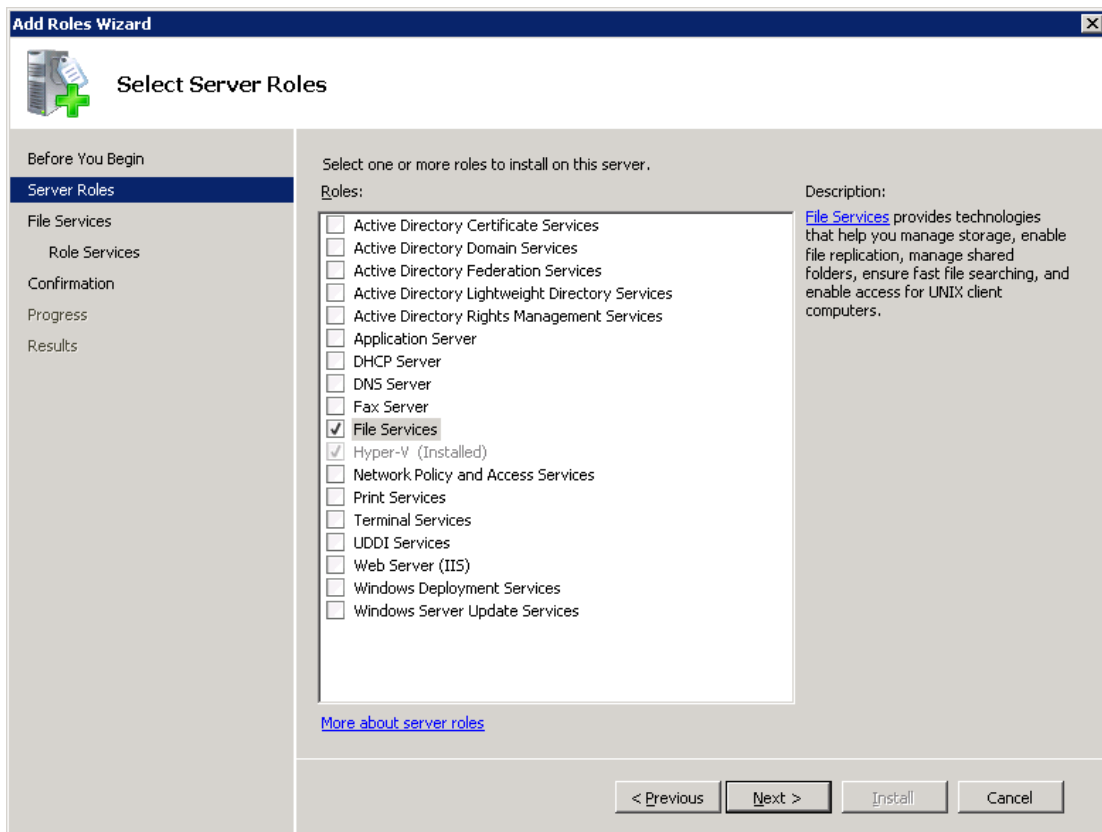 Add Roles Wizard
Select Server Roles
Before You Begin
Server Roles
File Services
Role Services
Confirmation
Progress
Results
Select one or more roles to install on this server.
Roles:
Active Directory Certificate Services
Active Directory Domain Services
Active Directory Federation Services
Active Directory Lightweight Directory Services
Active Directory Rights Management Services
Application Server
DHCP Server
DNS Server
Fax Server
File Services
Hyper-V (Installed)
Network Policy and Access Services
Print Services
Terminal Services
UDDI Services
Web Server (IIS)
Windows Deployment Services
Windows Server Update Services
More about server roles
Description:
File Services provides technologies
that help you manage storage, enable
file replication, manage shared
folders, ensure fast file searching, and
enable access for UNIX client
computers.
< Previous
Next >
Install
Cancel